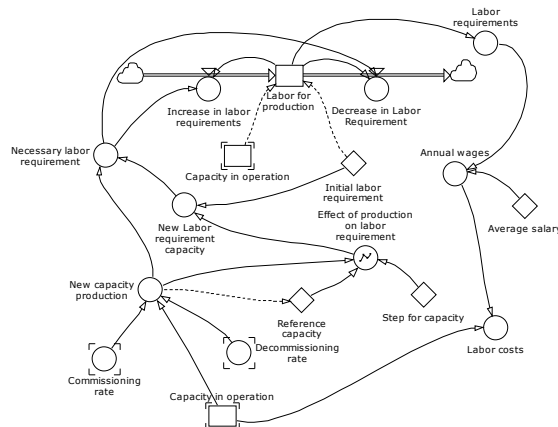 Labor
requirements
Labor for
production
Increase in labor
requirements
Decrease in Labor
Requirement
Necessary labor
requirement
Capacity in operation
Initial labor
requirement
Annual wages
New Labor
requirement
capacity
Effect of production
on labor
requirement
Average salary
New capacity
production
Reference
capacity
Step for capacity
Commissioning
rate
Decommissioning
rate
Labor costs
Capacity in operation